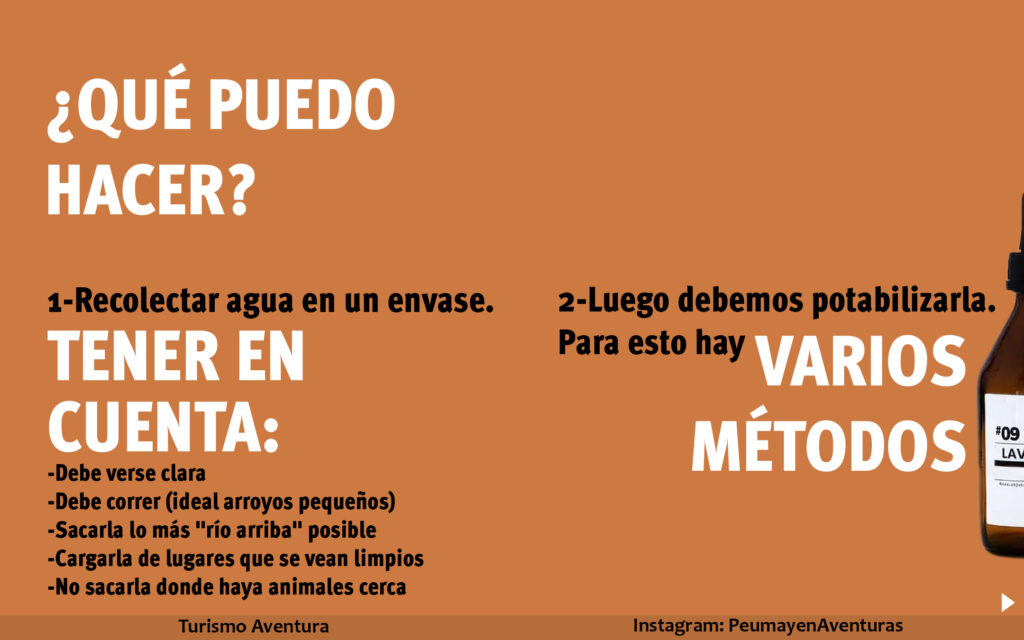 ¿QUÉ PUEDO
HACER?
1-Recolectar agua en un envase.
TENER EN
CUENTA:
-Debe verse clara
-Debe correr (ideal arroyos pequeños)
-Sacarla lo más "río arriba" posible
-Cargarla de lugares que se vean limpios
-No sacarla donde haya animales cerca
2-Luego debemos potabilizarla.
Para esto hay VARIOS
MÉTODOS
#09
LAV
Turismo Aventura
Instagram: PeumayenAventuras